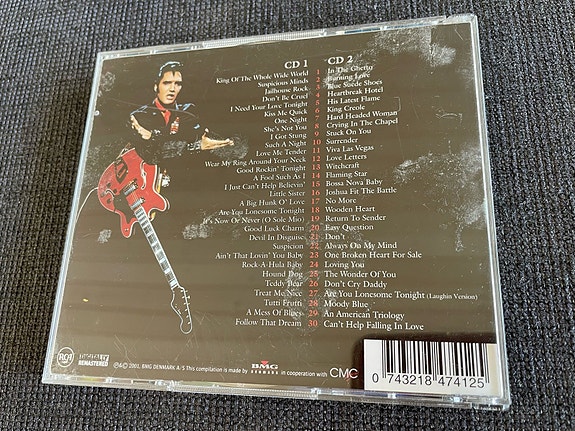 CD 1 CD 2
King Of The Whole Wide World 1 In The Ghetto
Suspicious Minds 2 Burning Love
Jailhouse Rock 3 Blue Suede Shoes
Don't Be Cruel 4 Heartbreak Hotel
I Need Your Love Tonight 5 His Latest Flame
Kiss Me Quick 6 King Creole
One Night 7 Hard Headed Woman
She's Not You 8 Crying In The Chapel
I Got Stung 9 Stuck On You
Such A Night 10 Surrender
Love Me Tender 11 Viva Las Vegas
Wear My Ring Around Your Neck 12 Love Letters
Good Rockin' Tonight 13 Witchcraft
A Fool Such As I 14 Flaming Star
I Just Can't Help Believin' 15 Bossa Nova Baby
Little Sister 16 Joshua Fit The Battle
A Big Hunk O' Love 17 No More
Are You Lonesome Tonight 18 Wooden Heart
It's Now Or Never (O Sole Mio) 19 Return To Sender
Good Luck Charm 20 Easy Question
Devil In Disguise 21 Don't
Suspicion 22 Always On My Mind
Ain't That Lovin' You Baby 23 One Broken Heart For Sale
Rock-A-Hula Baby 24 Loving You
Hound Dog 25 The Wonder Of You
Teddy Bear 26 Don't Cry Daddy
Treat Me Nice 27 Are You Lonesome Tonight (Laughin Version)
Tutti Frutti 28 Moody Blue
A Mess Of Blues 29 An American Triology
Follow That Dream 30 Can't Help Falling In Love
RCA DIGITALLY REMASTERED
℗&© 2001, BMG DENMARK A/S This compilation is made by BMG DENMARK in cooperation with CMC
0 743218 474125